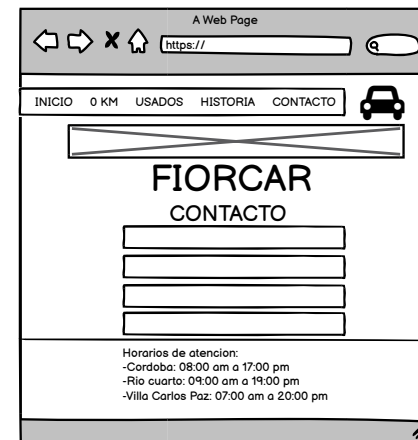 A Web Page
https://
INICIO 0 KM USADOS HISTORIA CONTACTO
FIORCAR
CONTACTO
Horarios de atencion:
-Cordoba: 08:00 am a 17:00 pm
-Rio cuarto: 09:00 am a 19:00 pm
-Villa Carlos Paz: 07:00 am a 20:00 pm